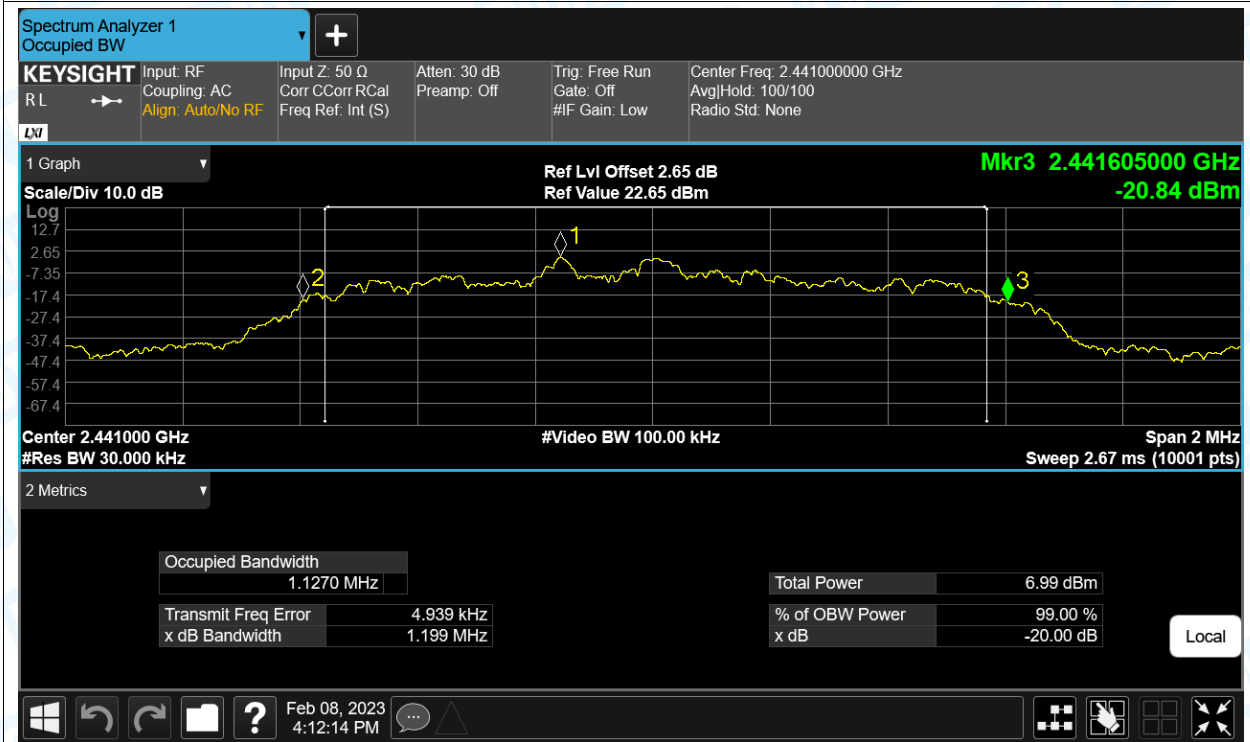 Spectrum Analyzer 1
Occupied BW
KEYSIGHT
RL
LXI
Input: RF
Coupling: AC
Align: Auto/No RF
Input Z: 50 Ω
Corr CCorr RCal
Freq Ref: Int (S)
Atten: 30 dB
Preamp: Off
Trig: Free Run
Gate: Off
#IF Gain: Low
Center Freq: 2.441000000 GHz
Avg|Hold: 100/100
Radio Std: None
1 Graph
Scale/Div 10.0 dB
Ref Lvl Offset 2.65 dB
Ref Value 22.65 dBm
Mkr3 2.441605000 GHz
-20.84 dBm
Log
12.7
2.65
-7.35
-17.4
-27.4
-37.4
-47.4
-57.4
-67.4
1
2
3
Center 2.441000 GHz
#Video BW 100.00 kHz
Span 2 MHz
#Res BW 30.000 kHz
Sweep 2.67 ms (10001 pts)
2 Metrics
Occupied Bandwidth
1.1270 MHz
Total Power 6.99 dBm
Transmit Freq Error 4.939 kHz
% of OBW Power 99.00 %
x dB Bandwidth 1.199 MHz
x dB -20.00 dB
Local
?
Feb 08, 2023
4:12:14 PM